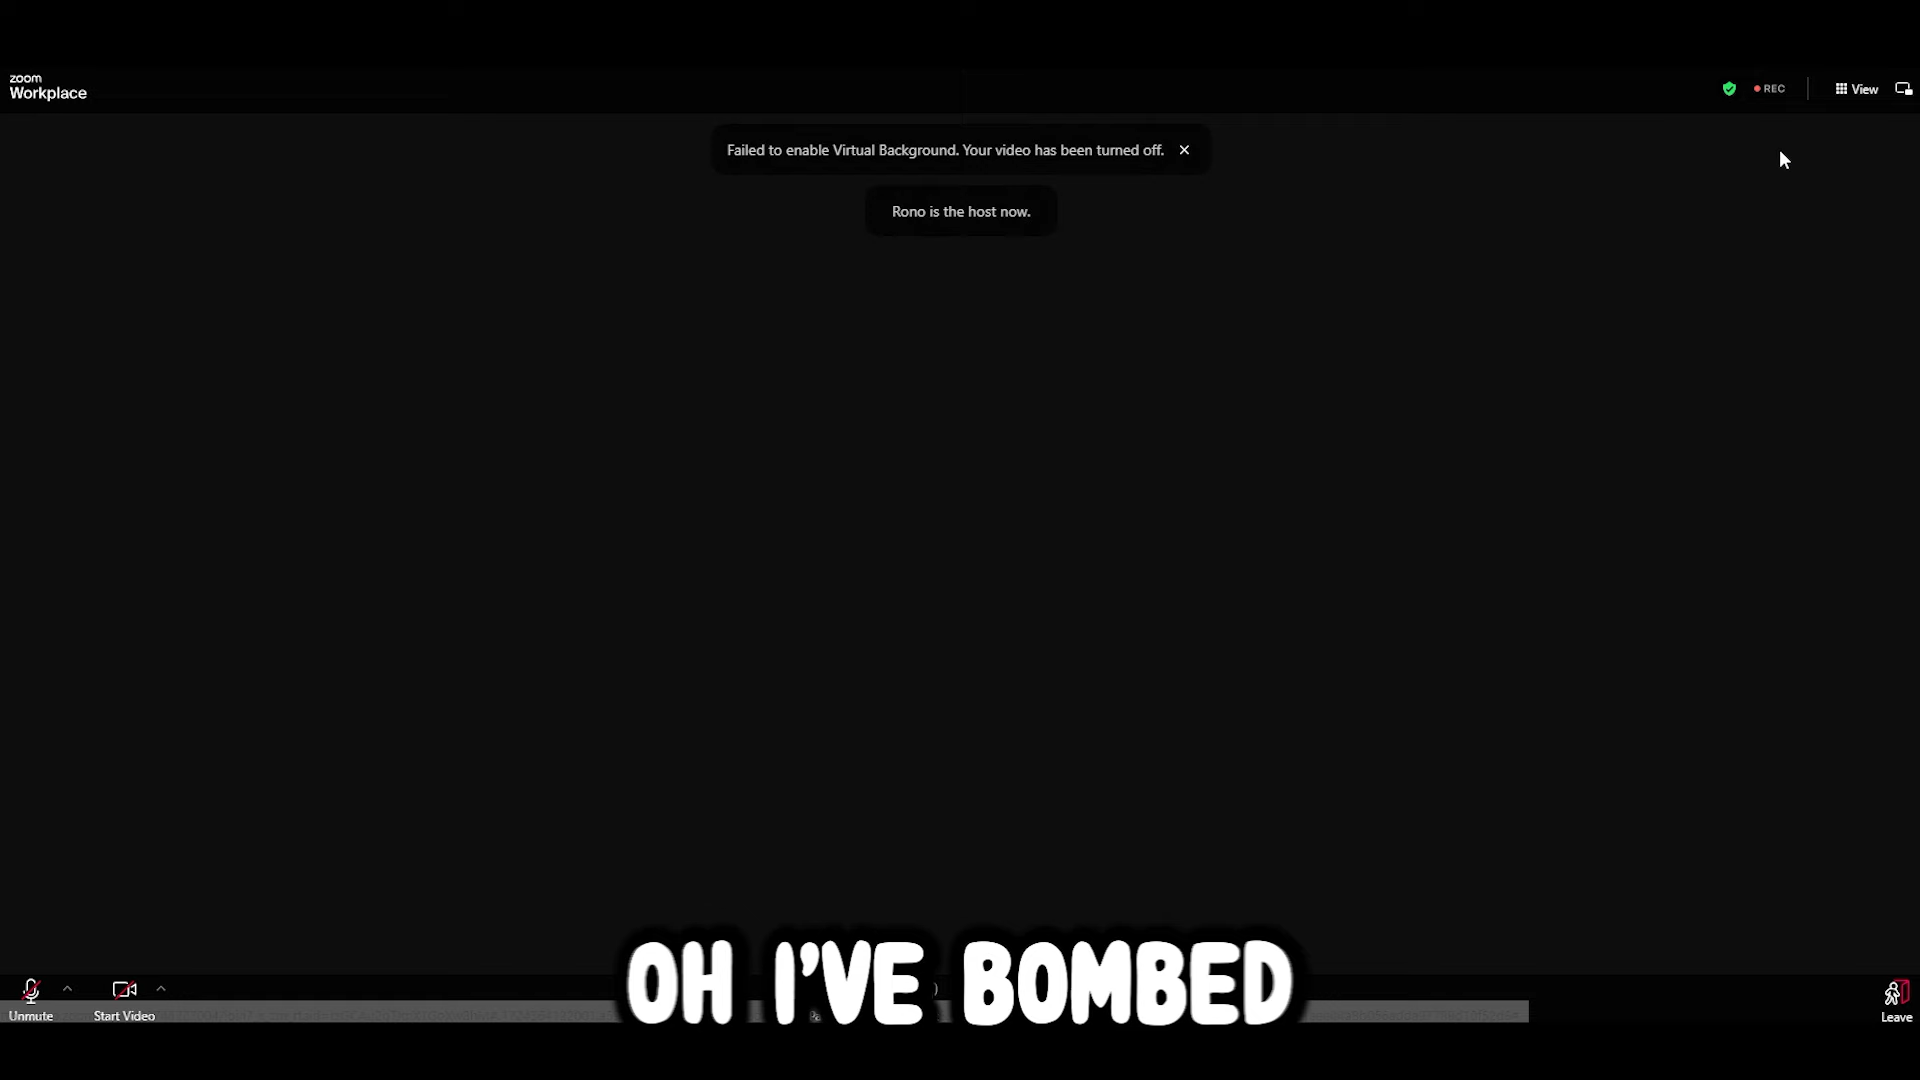 zoom
Workplace
REC
View
Failed to enable Virtual Background. Your video has been turned off.
Rono is the host now.
OH I'VE BOMBED
Unmute
Start Video
Leave